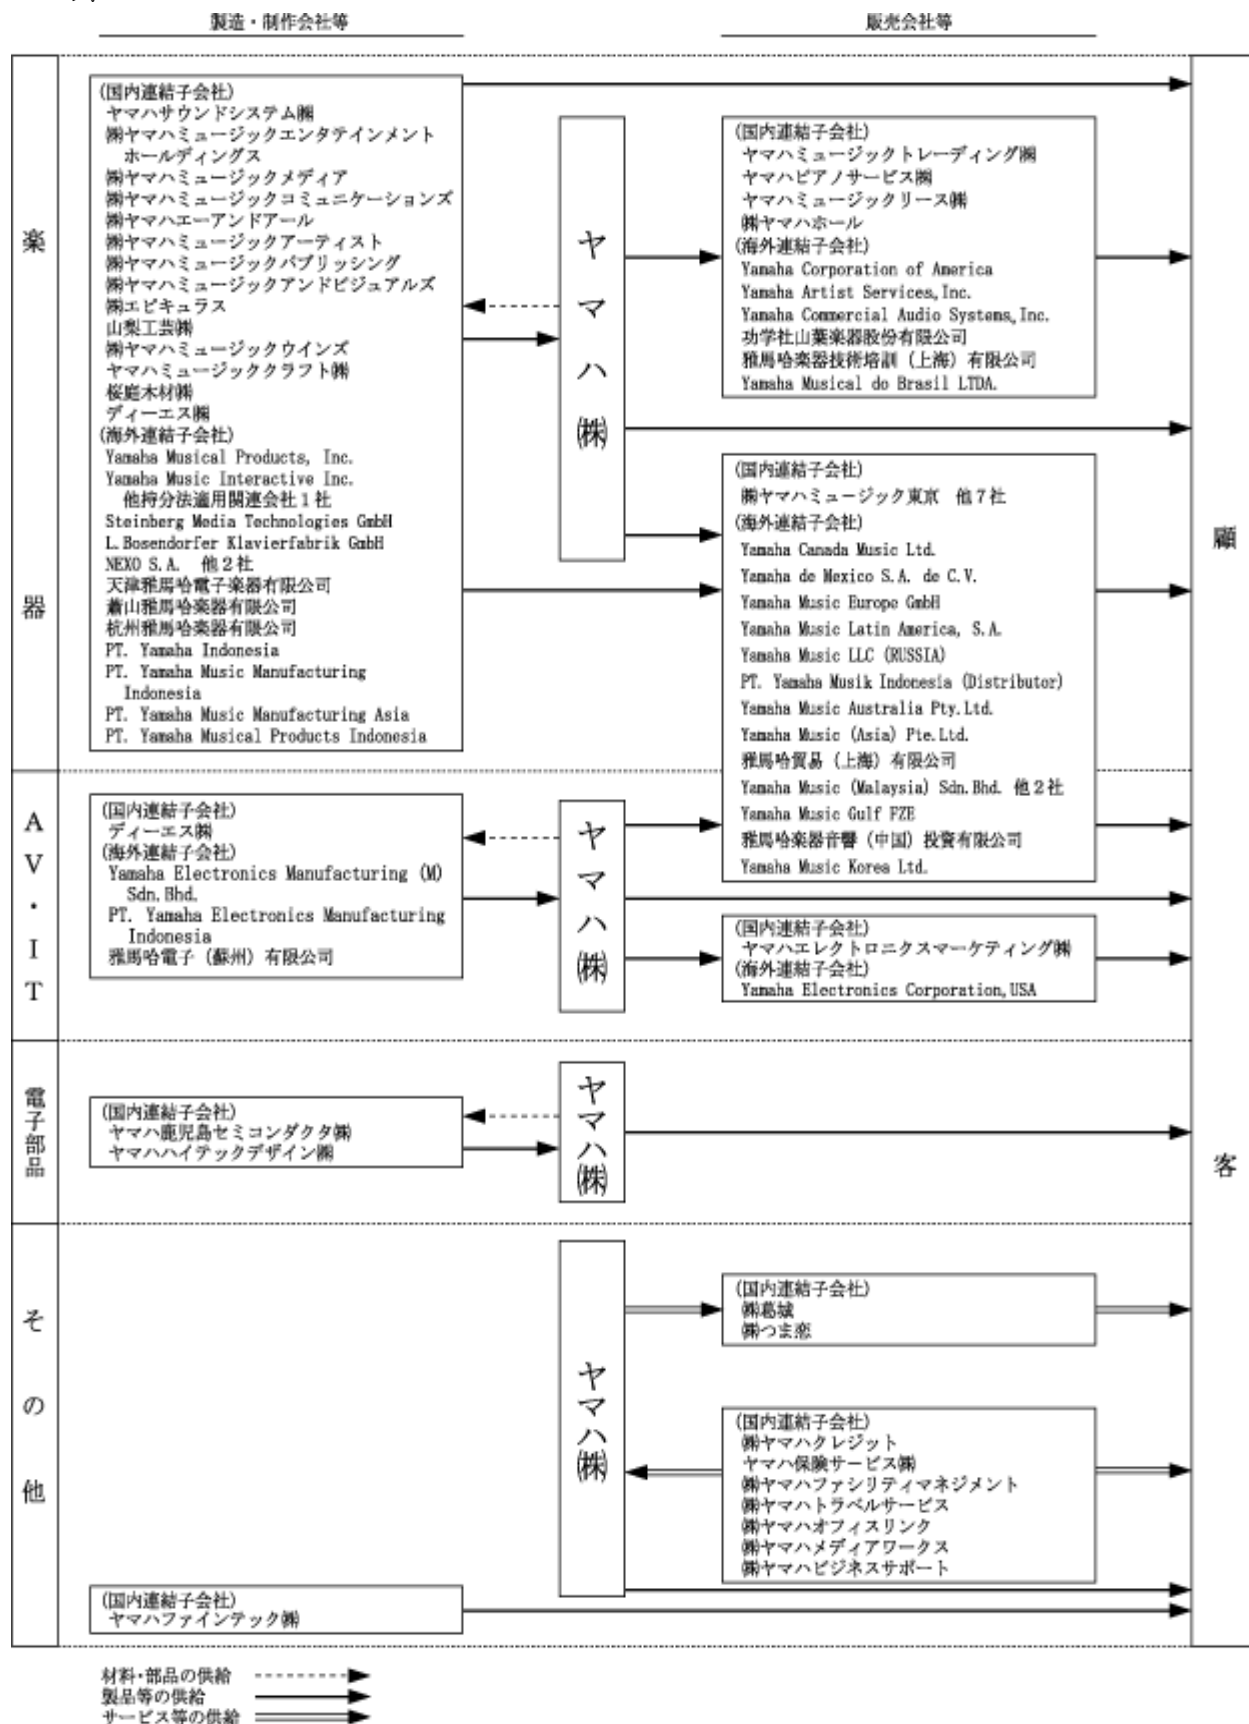 製造・制作会社等
販売会社等
楽器
(国内連結子会社)
ヤマハサウンドシステム㈱
㈱ヤマハミュージックエンタテインメント
ホールディングス
㈱ヤマハミュージックメディア
㈱ヤマハミュージックコミュニケーションズ
㈱ヤマハエーアンドアール
㈱ヤマハミュージックアーティスト
㈱ヤマハミュージックパブリッシング
㈱ヤマハミュージックアンドビジュアルズ
㈱エピキュラス
山梨工芸㈱
㈱ヤマハミュージックウインズ
ヤマハミュージッククラフト㈱
桜庭木材㈱
ディーエス㈱
(海外連結子会社)
Yamaha Musical Products, Inc.
Yamaha Music Interactive Inc.
他持分法適用関連会社1社
Steinberg Media Technologies GmbH
L.Bosendorfer Klavierfabrik GmbH
NEXO S.A. 他2社
天津雅馬哈電子楽器有限公司
蕭山雅馬哈楽器有限公司
杭州雅馬哈楽器有限公司
PT. Yamaha Indonesia
PT. Yamaha Music Manufacturing
Indonesia
PT. Yamaha Music Manufacturing Asia
PT. Yamaha Musical Products Indonesia
ヤマハ㈱
(国内連結子会社)
ヤマハミュージックトレーディング㈱
ヤマハピアノサービス㈱
ヤマハミュージックリース㈱
㈱ヤマハホール
(海外連結子会社)
Yamaha Corporation of America
Yamaha Artist Services,Inc.
Yamaha Commercial Audio Systems,Inc.
功学社山葉楽器股份有限公司
雅馬哈楽器技術培訓（上海）有限公司
Yamaha Musical do Brasil LTDA.
(国内連結子会社)
㈱ヤマハミュージック東京 他7社
(海外連結子会社)
Yamaha Canada Music Ltd.
Yamaha de Mexico S.A. de C.V.
Yamaha Music Europe GmbH
Yamaha Music Latin America, S.A.
Yamaha Music LLC (RUSSIA)
PT. Yamaha Musik Indonesia (Distributor)
Yamaha Music Australia Pty.Ltd.
Yamaha Music (Asia) Pte.Ltd.
雅馬哈貿易（上海）有限公司
Yamaha Music (Malaysia) Sdn.Bhd. 他2社
Yamaha Music Gulf FZE
雅馬哈楽器音響（中国）投資有限公司
Yamaha Music Korea Ltd.
顧客
AV・IT
(国内連結子会社)
ディーエス㈱
(海外連結子会社)
Yamaha Electronics Manufacturing (M)
Sdn.Bhd.
PT. Yamaha Electronics Manufacturing
Indonesia
雅馬哈電子（蘇州）有限公司
ヤマハ㈱
(国内連結子会社)
ヤマハエレクトロニクスマーケティング㈱
(海外連結子会社)
Yamaha Electronics Corporation,USA
電子部品
(国内連結子会社)
ヤマハ鹿児島セミコンダクタ㈱
ヤマハハイテックデザイン㈱
ヤマハ㈱
その他
ヤマハ㈱
(国内連結子会社)
㈱葛城
㈱つま恋
(国内連結子会社)
㈱ヤマハクレジット
ヤマハ保険サービス㈱
㈱ヤマハファシリティマネジメント
㈱ヤマハトラベルサービス
㈱ヤマハオフィスリンク
㈱ヤマハメディアワークス
㈱ヤマハビジネスサポート
(国内連結子会社)
ヤマハファインテック㈱
材料・部品の供給
製品等の供給
サービス等の供給